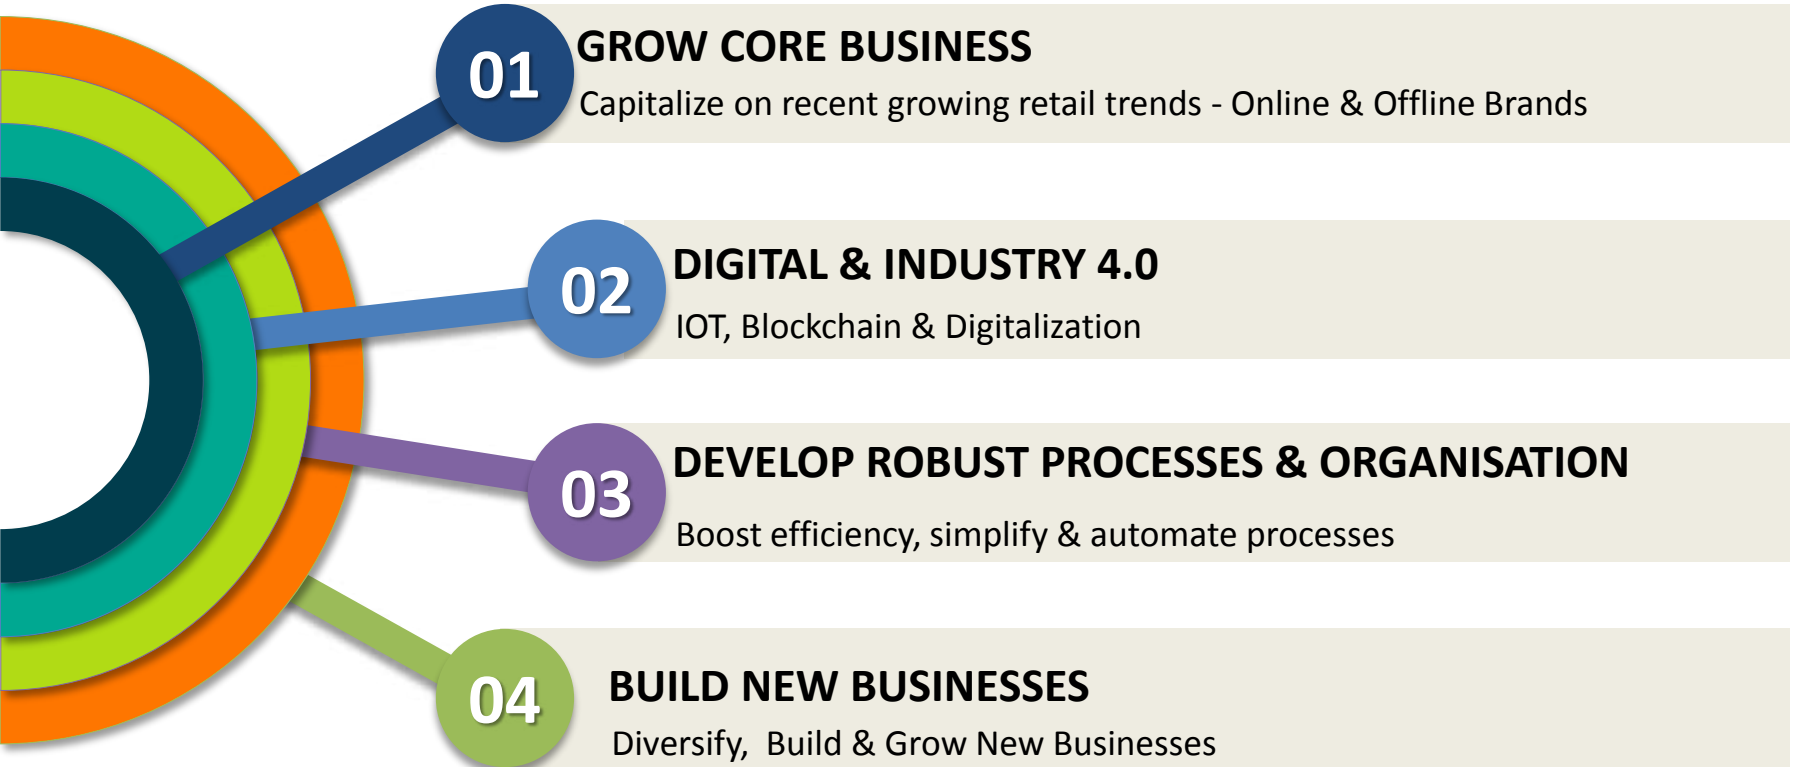 01
GROW CORE BUSINESS
Capitalize on recent growing retail trends - Online & Offline Brands
02
DIGITAL & INDUSTRY 4.0
IOT, Blockchain & Digitalization
03
DEVELOP ROBUST PROCESSES & ORGANISATION
Boost efficiency, simplify & automate processes
04
BUILD NEW BUSINESSES
Diversify,  Build & Grow New Businesses